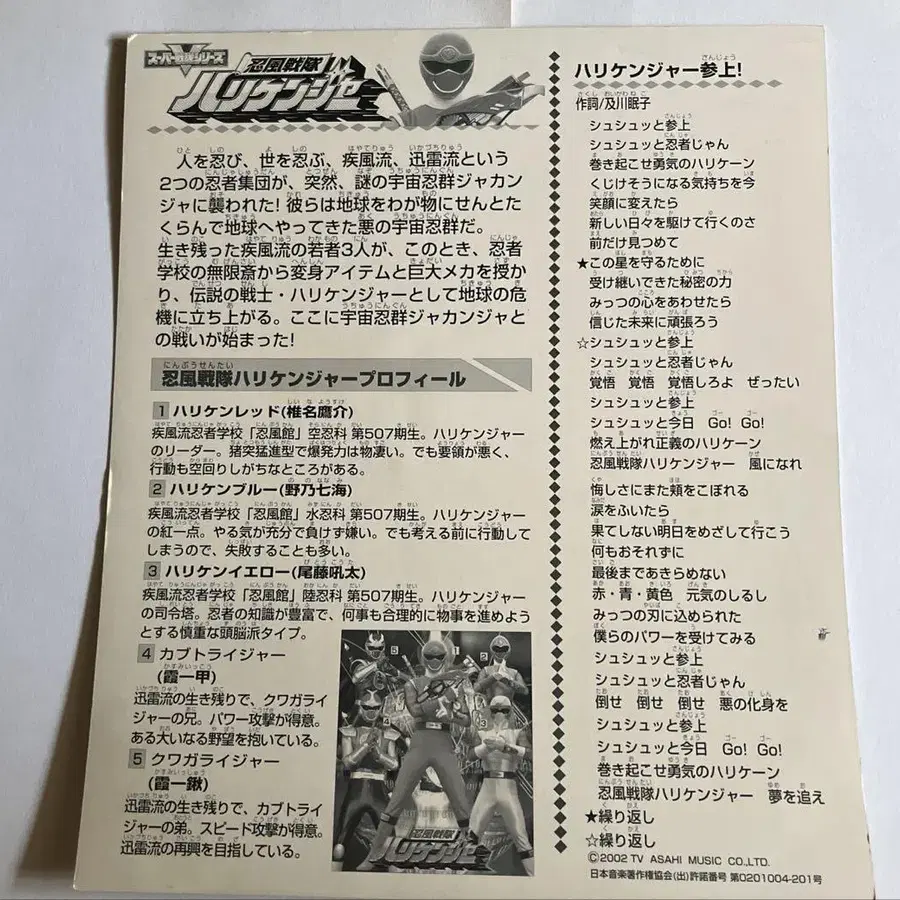 スーパー戦隊シリーズ
忍風戦隊
ハリケンジャー
人を忍び、世を忍ぶ、疾風流、迅雷流という
2つの忍者集団が、突然、謎の宇宙忍群ジャカン
ジャに襲われた!彼らは地球をわが物にせんとた
くらんで地球へやってきた悪の宇宙忍群だ。
生き残った疾風流の若者3人が、このとき、忍者
学校の無限斎から変身アイテムと巨大メカを授か
り、伝説の戦士・ハリケンジャーとして地球の危
機に立ち上がる。ここに宇宙忍群ジャカンジャと
の戦いが始まった!
忍風戦隊ハリケンジャープロフィール
1 ハリケンレッド(椎名鷹介)
疾風流忍者学校「忍風館」空忍科 第507期生。ハリケンジャー
のリーダー。猪突猛進型で爆発力は物凄い。でも要領が悪く、
行動も空回りしがちなところがある。
2 ハリケンブルー(野乃七海)
疾風流忍者学校「忍風館」水忍科 第507期生。ハリケンジャー
の紅一点。やる気が充分で負けず嫌い。でも考える前に行動して
しまうので、失敗することも多い。
3 ハリケンイエロー(尾藤吼太)
疾風流忍者学校「忍風館」陸忍科 第507期生。ハリケンジャー
の司令塔。忍者の知識が豊富で、何事も合理的に物事を進めよう
とする慎重な頭脳派タイプ。
4 カブトライジャー
(霞一甲)
迅雷流の生き残りで、クワガライ
ジャーの兄。パワー攻撃が得意。
ある大いなる野望を抱いている。
5 クワガライジャー
(霞一鍬)
迅雷流の生き残りで、カブトライ
ジャーの弟。スピード攻撃が得意。
迅雷流の再興を目指している。
5
1
2
4
3
忍風戦隊
ハリケンジャー
ハリケンジャー参上!
作詞/及川眠子
シュシュッと参上
シュシュッと忍者じゃん
巻き起こせ勇気のハリケーン
くじけそうになる気持ちを今
笑顔に変えたら
新しい日々を駆けて行くのさ
前だけ見つめて
★この星を守るために
受け継いできた秘密の力
みっつの心をあわせたら
信じた未来に頑張ろう
☆シュシュッと参上
シュシュッと忍者じゃん
覚悟 覚悟 覚悟しろよ ぜったい
シュシュッと参上
シュシュッと今日 Go! Go!
燃え上がれ正義のハリケーン
忍風戦隊ハリケンジャー 風になれ
悔しさにまた頬をこぼれる
涙をふいたら
果てしない明日をめざして行こう
何もおそれずに
最後まであきらめない
赤・青・黄色 元気のしるし
みっつの刃に込められた
僕らのパワーを受けてみる
シュシュッと参上
シュシュッと忍者じゃん
倒せ 倒せ 倒せ 悪の化身を
シュシュッと参上
シュシュッと今日 Go! Go!
巻き起こせ勇気のハリケーン
忍風戦隊ハリケンジャー 夢を追え
★繰り返し
☆繰り返し
©2002 TV ASAHI MUSIC CO.,LTD.
日本音楽著作権協会(出)許諾番号 第0201004-201号